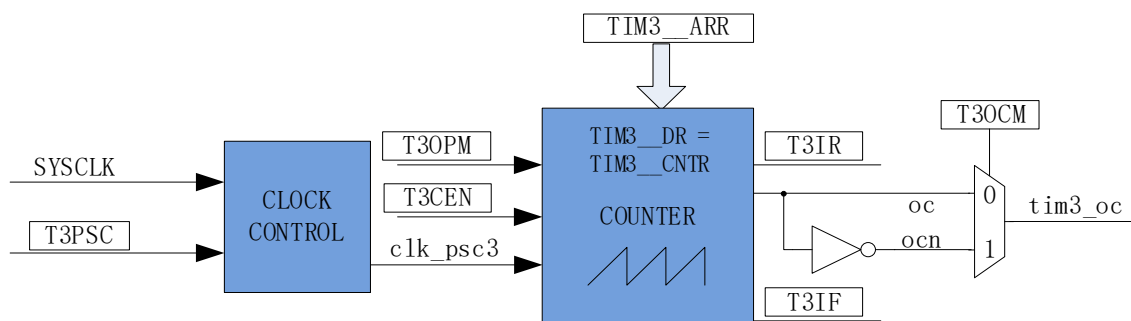 TIM3__ARR
T3OPM
TIM3__DR =
TIM3__CNTR
T3IR
T3OCM
SYSCLK
CLOCK
CONTROL
T3CEN
COUNTER
oc
0
tim3_oc
T3PSC
clk_psc3
ocn
1
T3IF